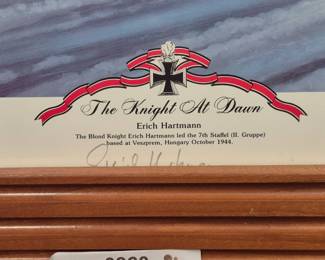 The Knight At Dawn
Erich Hartmann
The Blond Knight Erich Hartmann led the 7th Staffel (II. Gruppe)
based at Veszprem, Hungary October 1944.